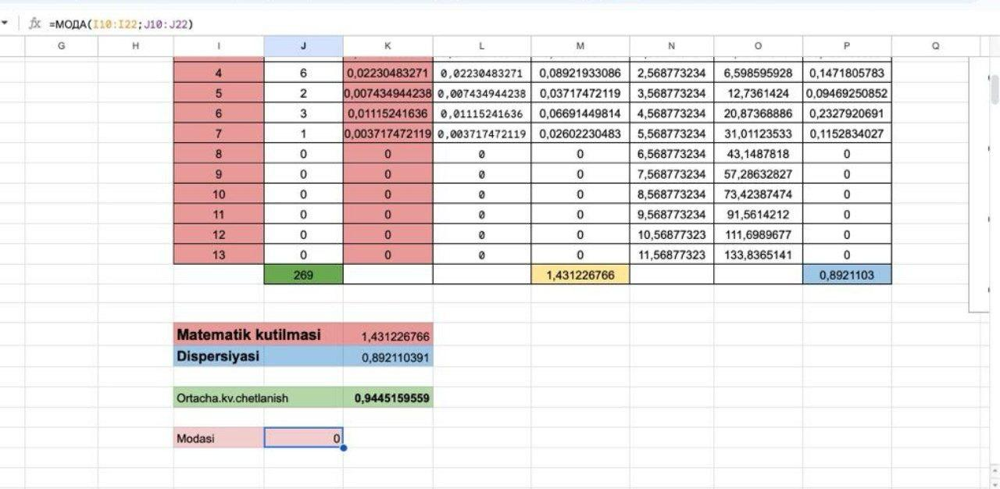 fx =МОДА(I10:I22;J10:J22)
G H I J K L M N O P Q
4 6 0,02230483271 0,02230483271 0,08921933086 2,568773234 6,598595928 0,1471805783
5 2 0,007434944238 0,007434944238 0,03717472119 3,568773234 12,7361424 0,09469250852
6 3 0,01115241636 0,01115241636 0,06691449814 4,568773234 20,87368886 0,2327920691
7 1 0,003717472119 0,003717472119 0,02602230483 5,568773234 31,01123533 0,1152834027
8 0 0 0 0 6,568773234 43,1487818 0
9 0 0 0 0 7,568773234 57,28632827 0
10 0 0 0 0 8,568773234 73,42387474 0
11 0 0 0 0 9,568773234 91,5614212 0
12 0 0 0 0 10,56877323 111,6989677 0
13 0 0 0 0 11,56877323 133,8365141 0
269 1,431226766 0,8921103
Matematik kutilmasi 1,431226766
Dispersiyasi 0,892110391
Ortacha.kv.chetlanish 0,9445159559
Modasi 0